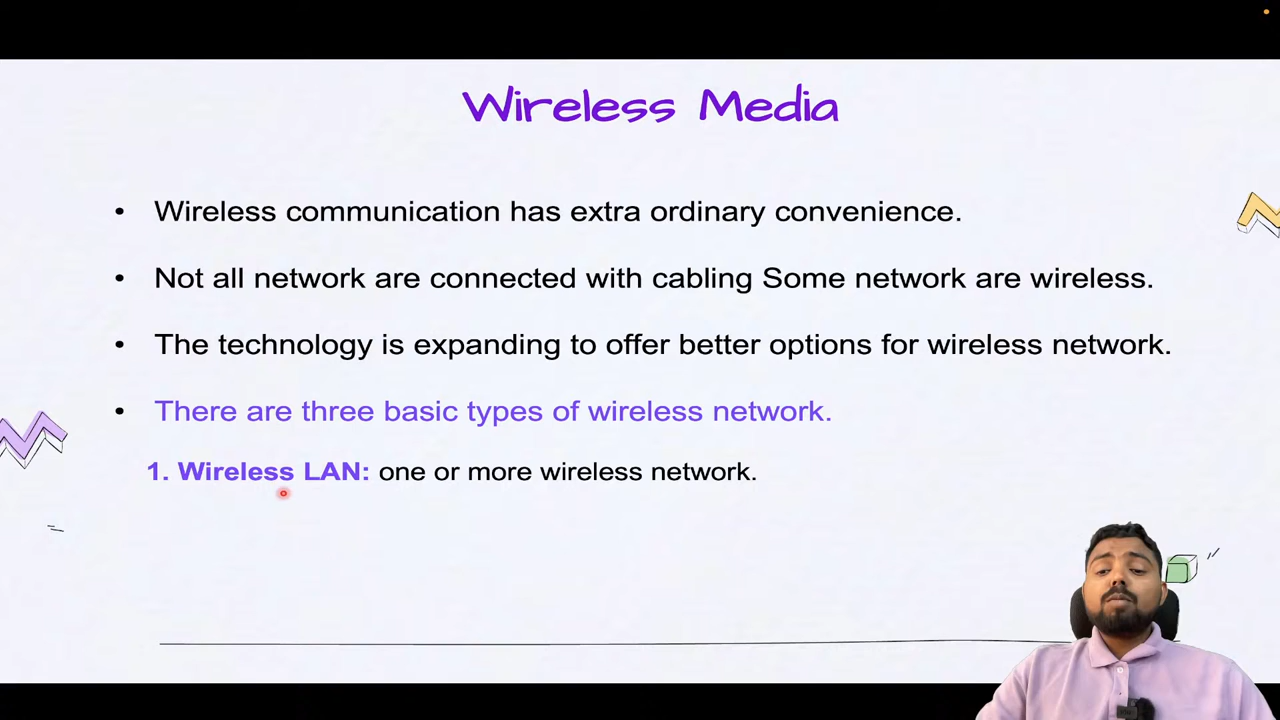 Wireless Media
• Wireless communication has extra ordinary convenience.
• Not all network are connected with cabling Some network are wireless.
• The technology is expanding to offer better options for wireless network.
• There are three basic types of wireless network.
1. Wireless LAN: one or more wireless network.